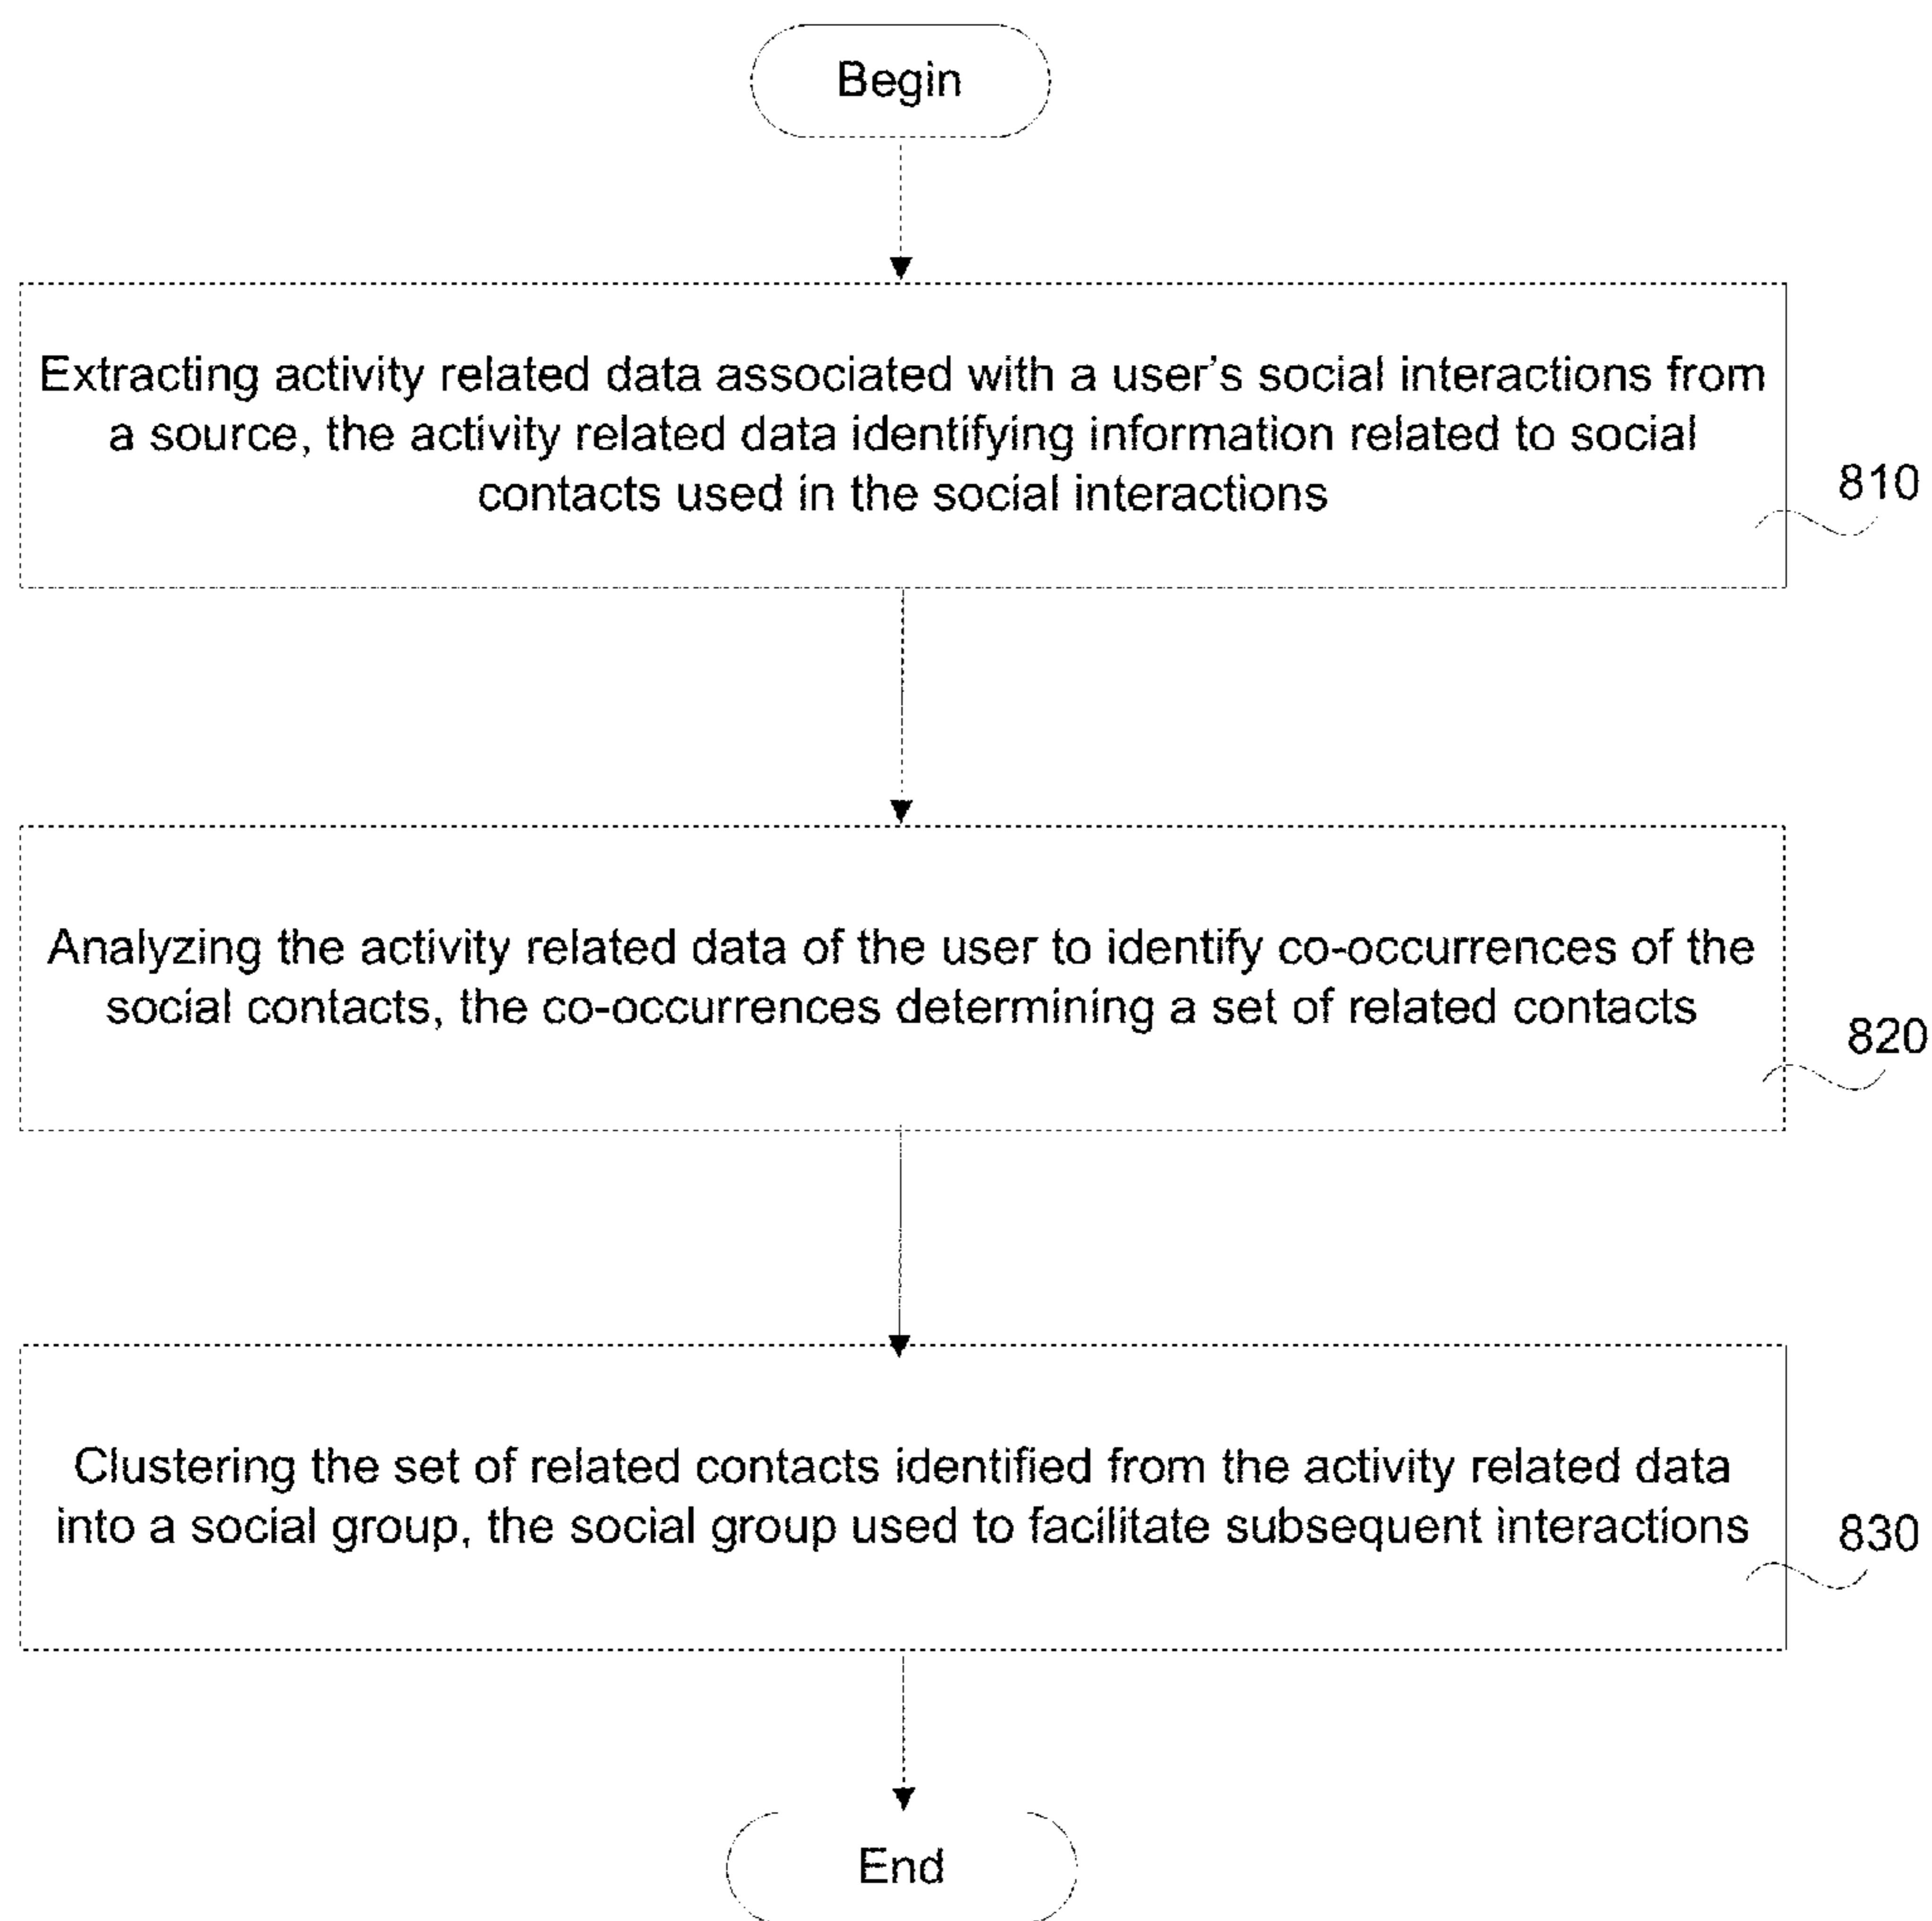 Begin
Extracting activity related data associated with a user's social interactions from
a source, the activity related data identifying information related to social
contacts used in the social interactions
810
Analyzing the activity related data of the user to identify co-occurrences of the
social contacts, the co-occurrences determining a set of related contacts
820
Clustering the set of related contacts identified from the activity related data
into a social group, the social group used to facilitate subsequent interactions
830
End